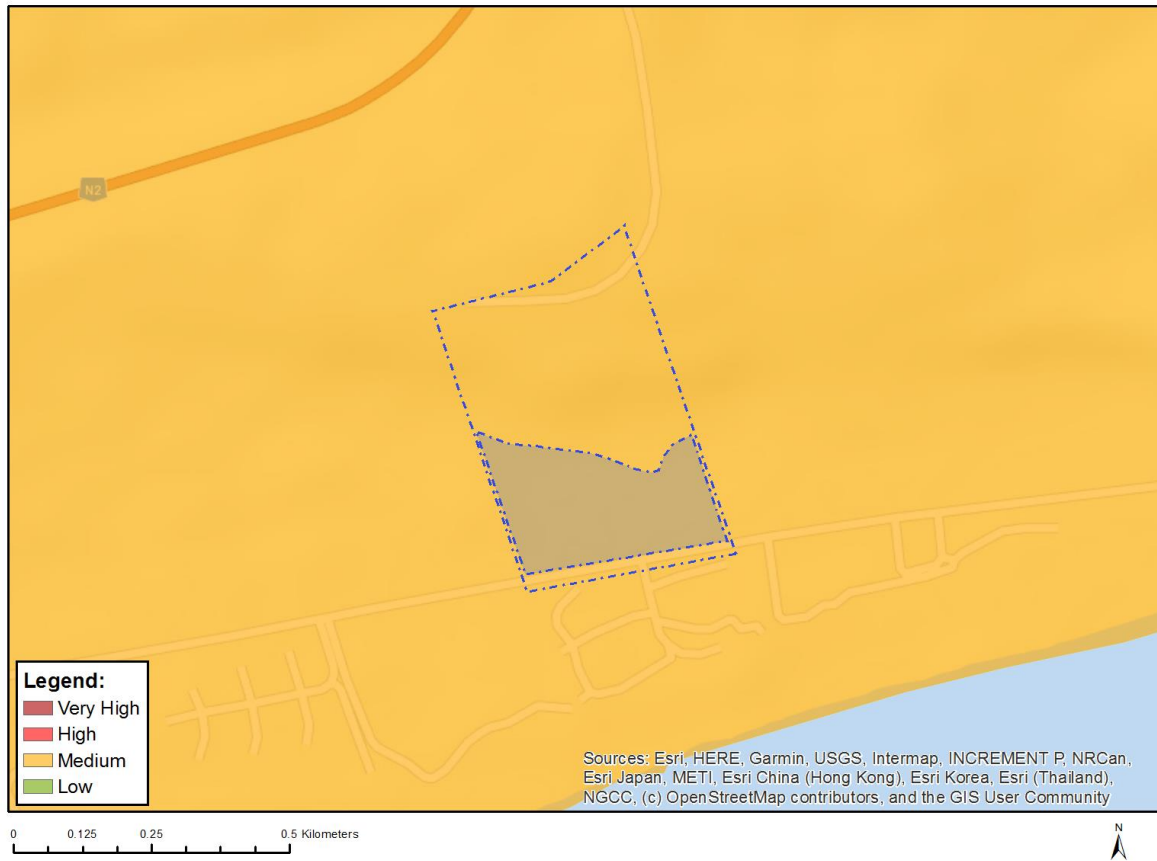 N2
Legend:
Very High
High
Medium
Low
Sources: Esri, HERE, Garmin, USGS, Intermap, INCREMENT P, NRCan,
Esri Japan, METI, Esri China (Hong Kong), Esri Korea, Esri (Thailand),
NGCC, (c) OpenStreetMap contributors, and the GIS User Community
0 0.125 0.25 0.5 Kilometers
N